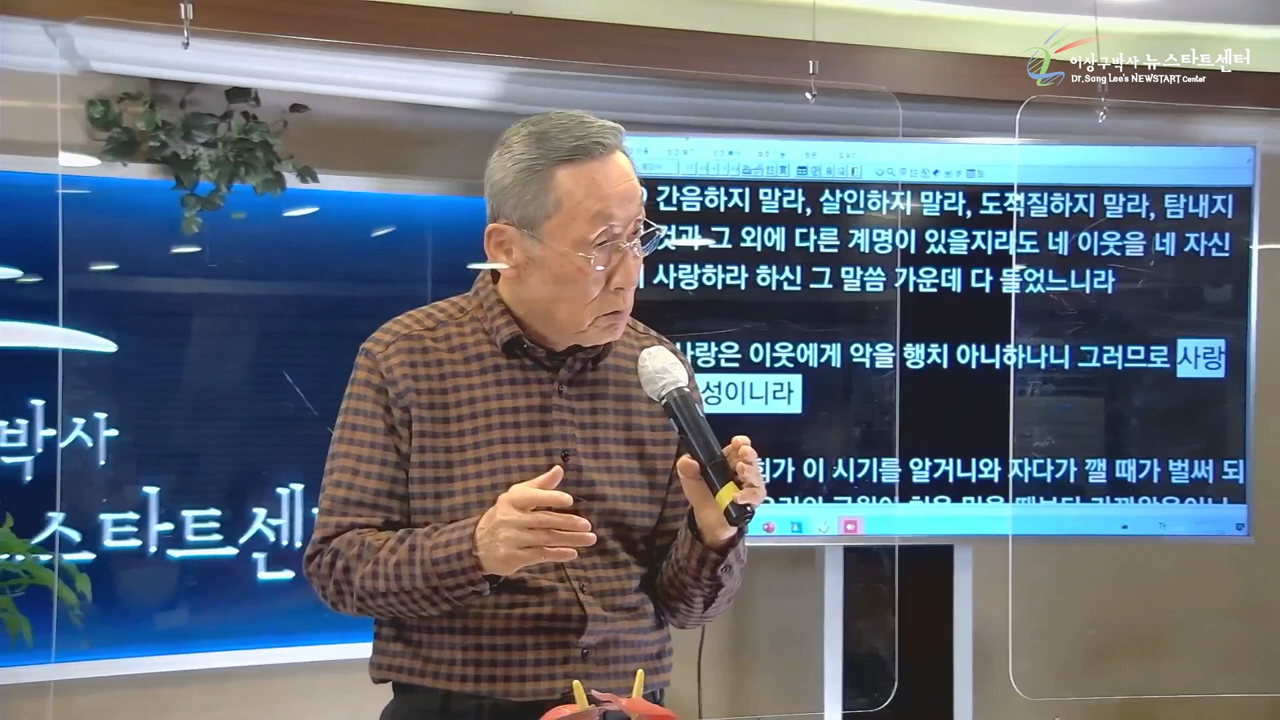 이상구박사 뉴스타트센터
Dr. Sang Lee's NEWSTART Center
간음하지 말라, 살인하지 말라, 도적질하지 말라, 탐내지
그 외에 다른 계명이 있을지라도 네 이웃을 네 자신
사랑하라 하신 그 말씀 가운데 다 들었느니라
사랑은 이웃에게 악을 행치 아니하나니 그러므로 사랑
성이니라
이 시기를 알거니와 자다가 깰 때가 벌써 되
박사
스타트센